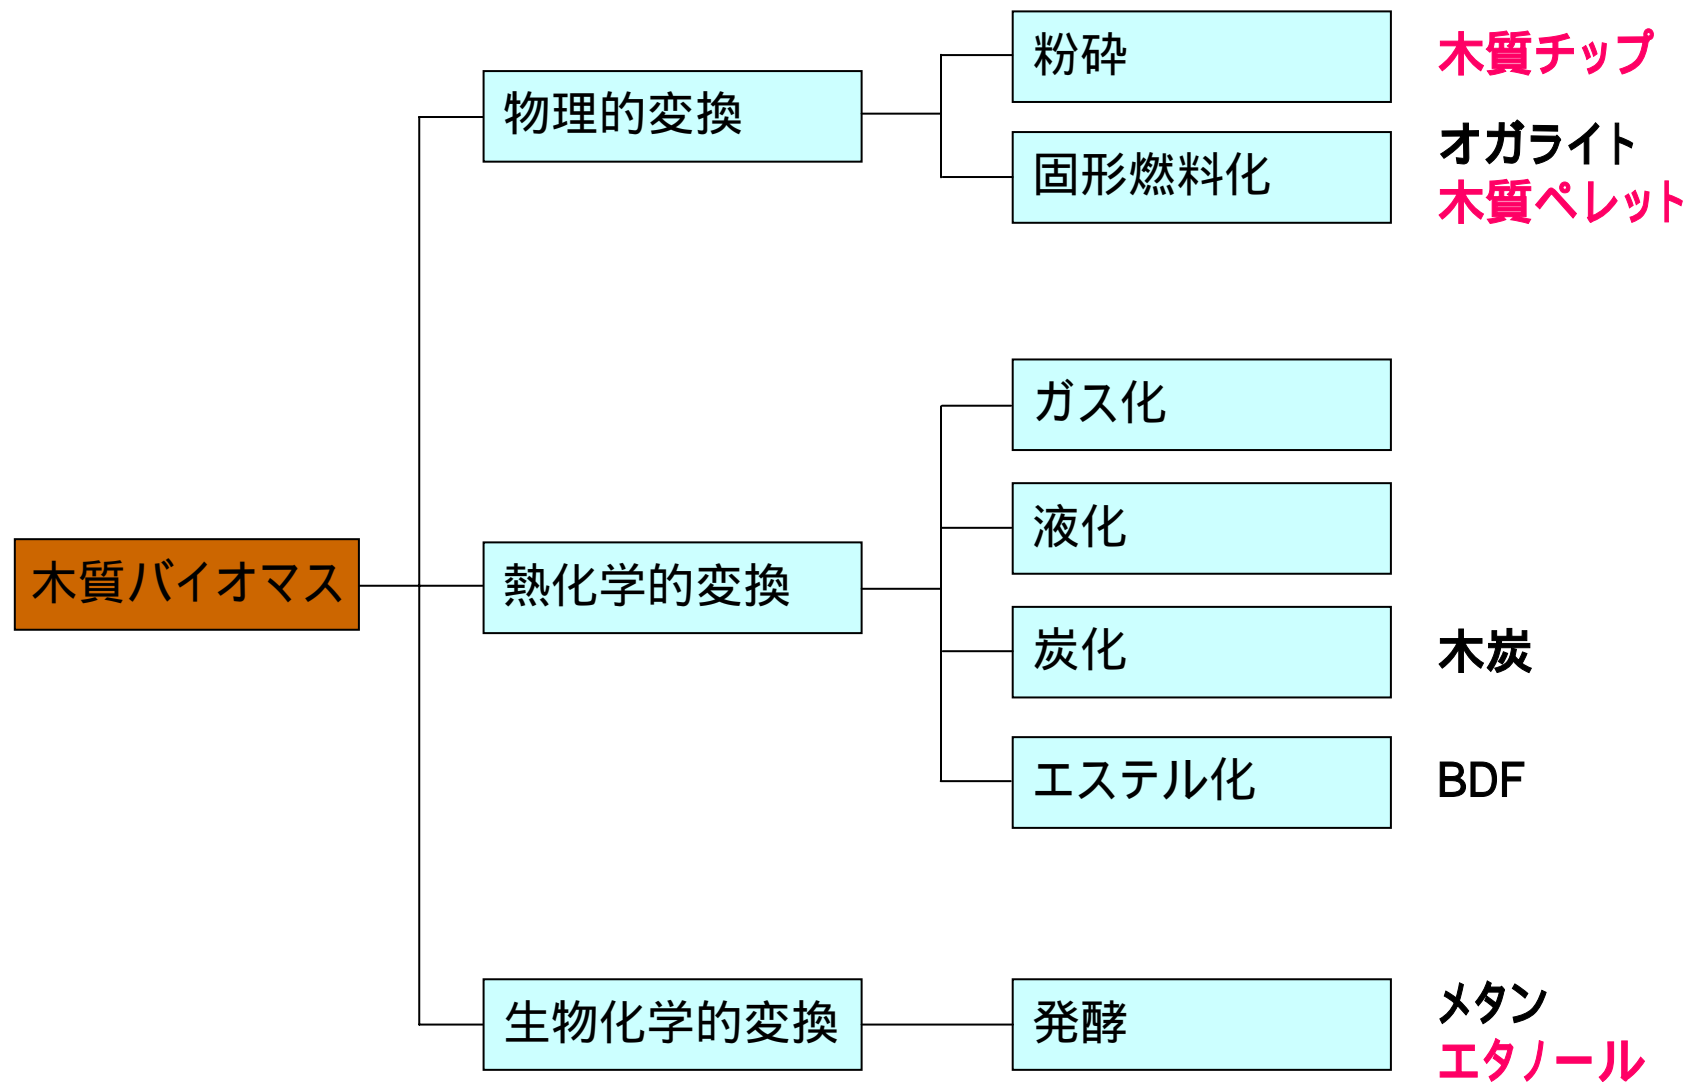 粉砕
木質チップ
物理的変換
オガライト
固形燃料化
木質ペレット
ガス化
液化
木質バイオマス
熱化学的変換
炭化
木炭
エステル化
BDF
生物化学的変換
発酵
メタン
エタノール